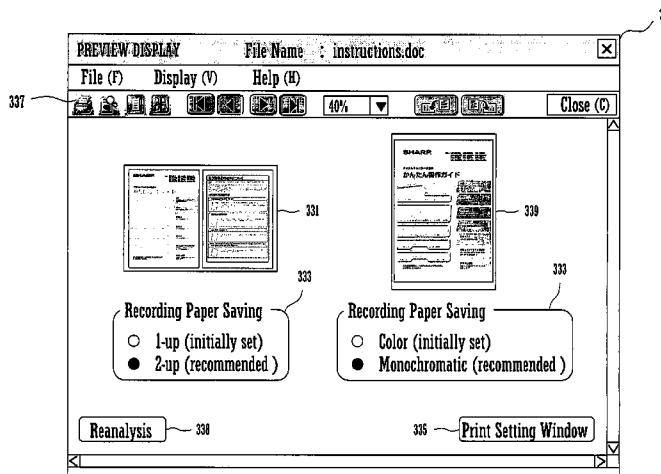 3
PREVIEW DISPLAY File Name : instructions.doc
File (F) Display (V) Help (H)
337 40% Close (C)
SHARP
かんたん操作ガイド
331
339
333
333
Recording Paper Saving
1-up (initially set)
2-up (recommended )
Recording Paper Saving
Color (initially set)
Monochromatic (recommended )
Reanalysis 338 335 Print Setting Window